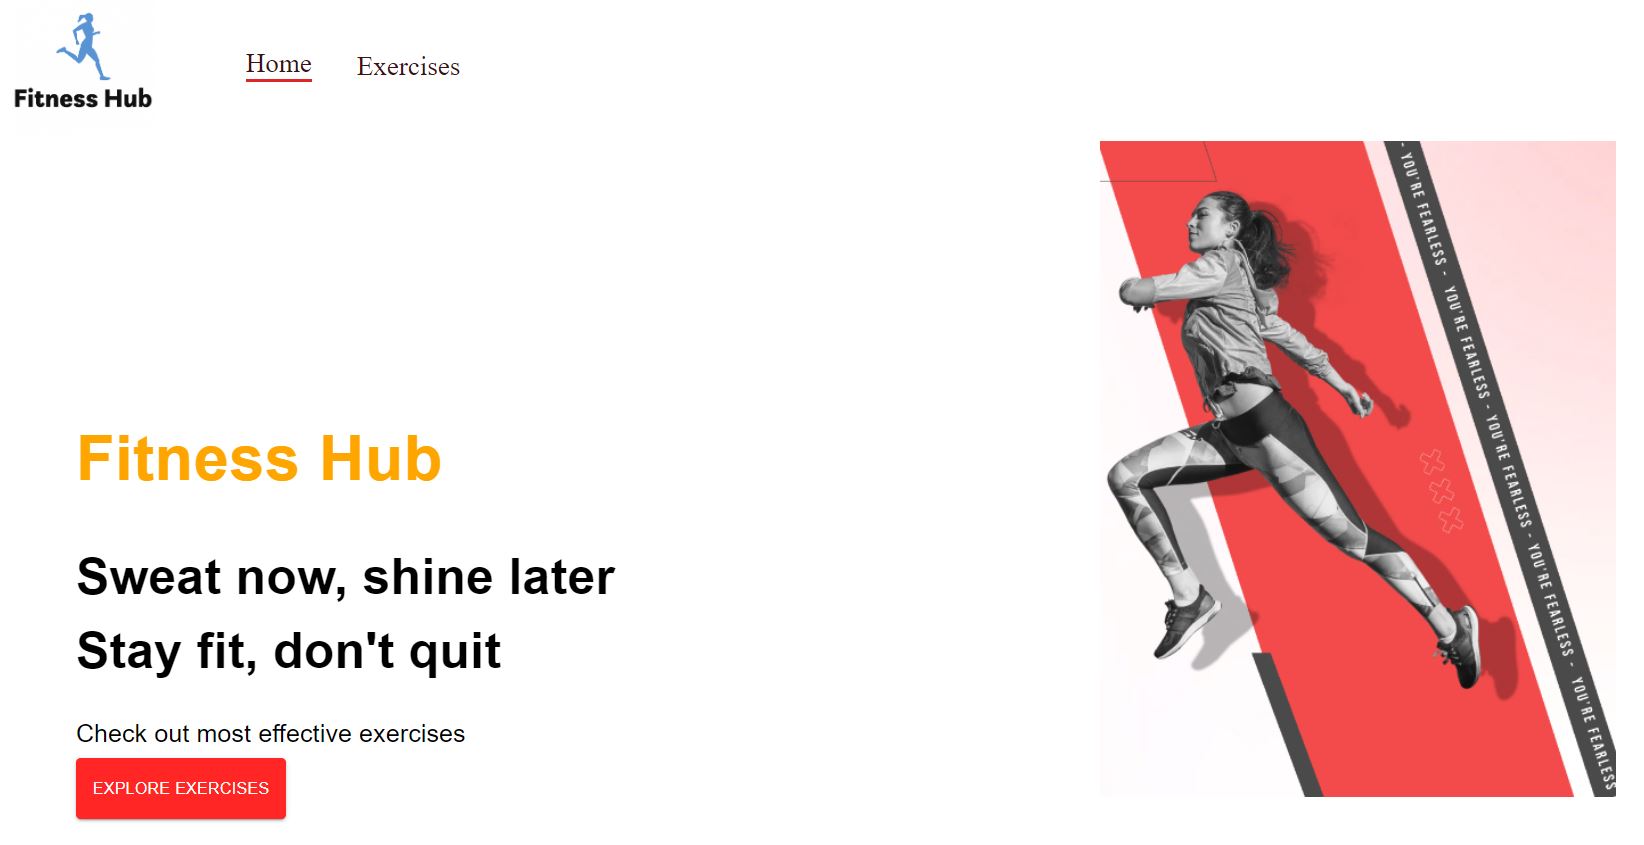 Fitness Hub
Home
Exercises
- YOU'RE FEARLESS - YOU'RE FEARLESS - YOU'RE FEARLESS - YOU'RE FEARLESS - YOU'RE FEARLESS
Fitness Hub
Sweat now, shine later
Stay fit, don't quit
Check out most effective exercises
EXPLORE EXERCISES